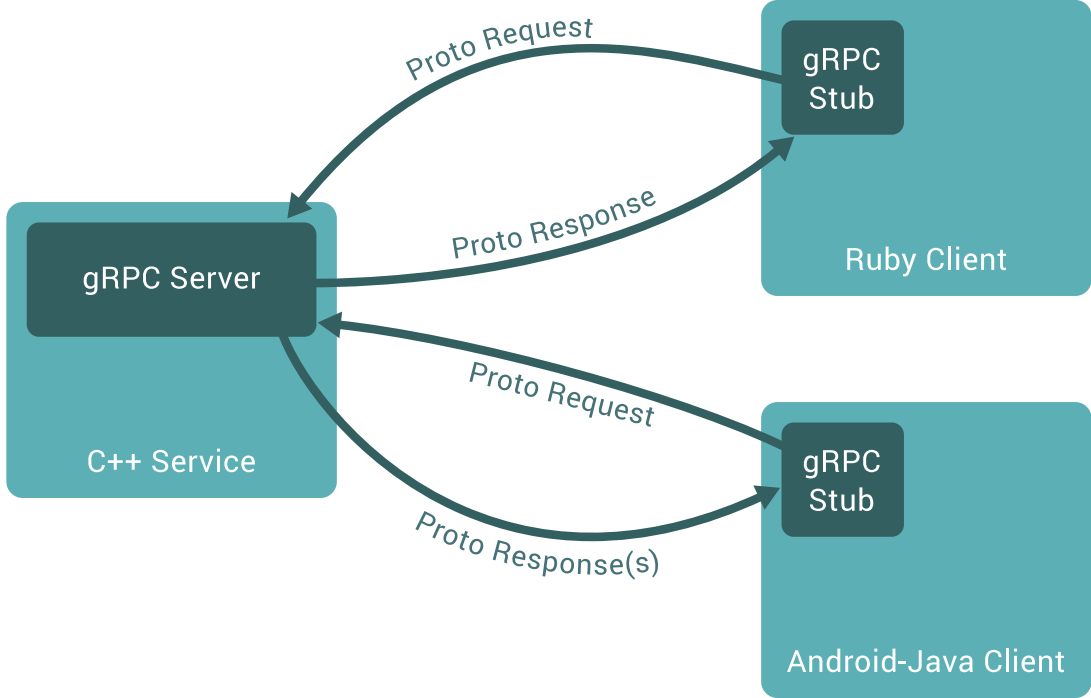 Proto Request
gRPC
Stub
Proto Response
Ruby Client
gRPC Server
C++ Service
Proto Request
gRPC
Stub
Proto Response(s)
Android-Java Client